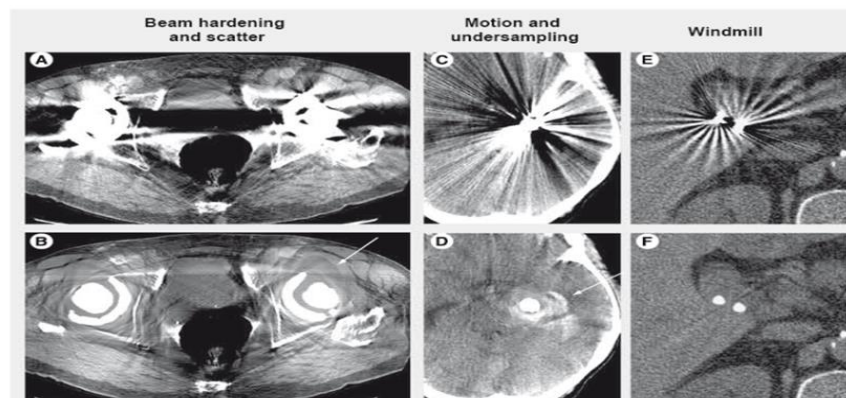 Beam hardening
and scatter
Motion and
undersampling
Windmill
A
C
E
B
D
F